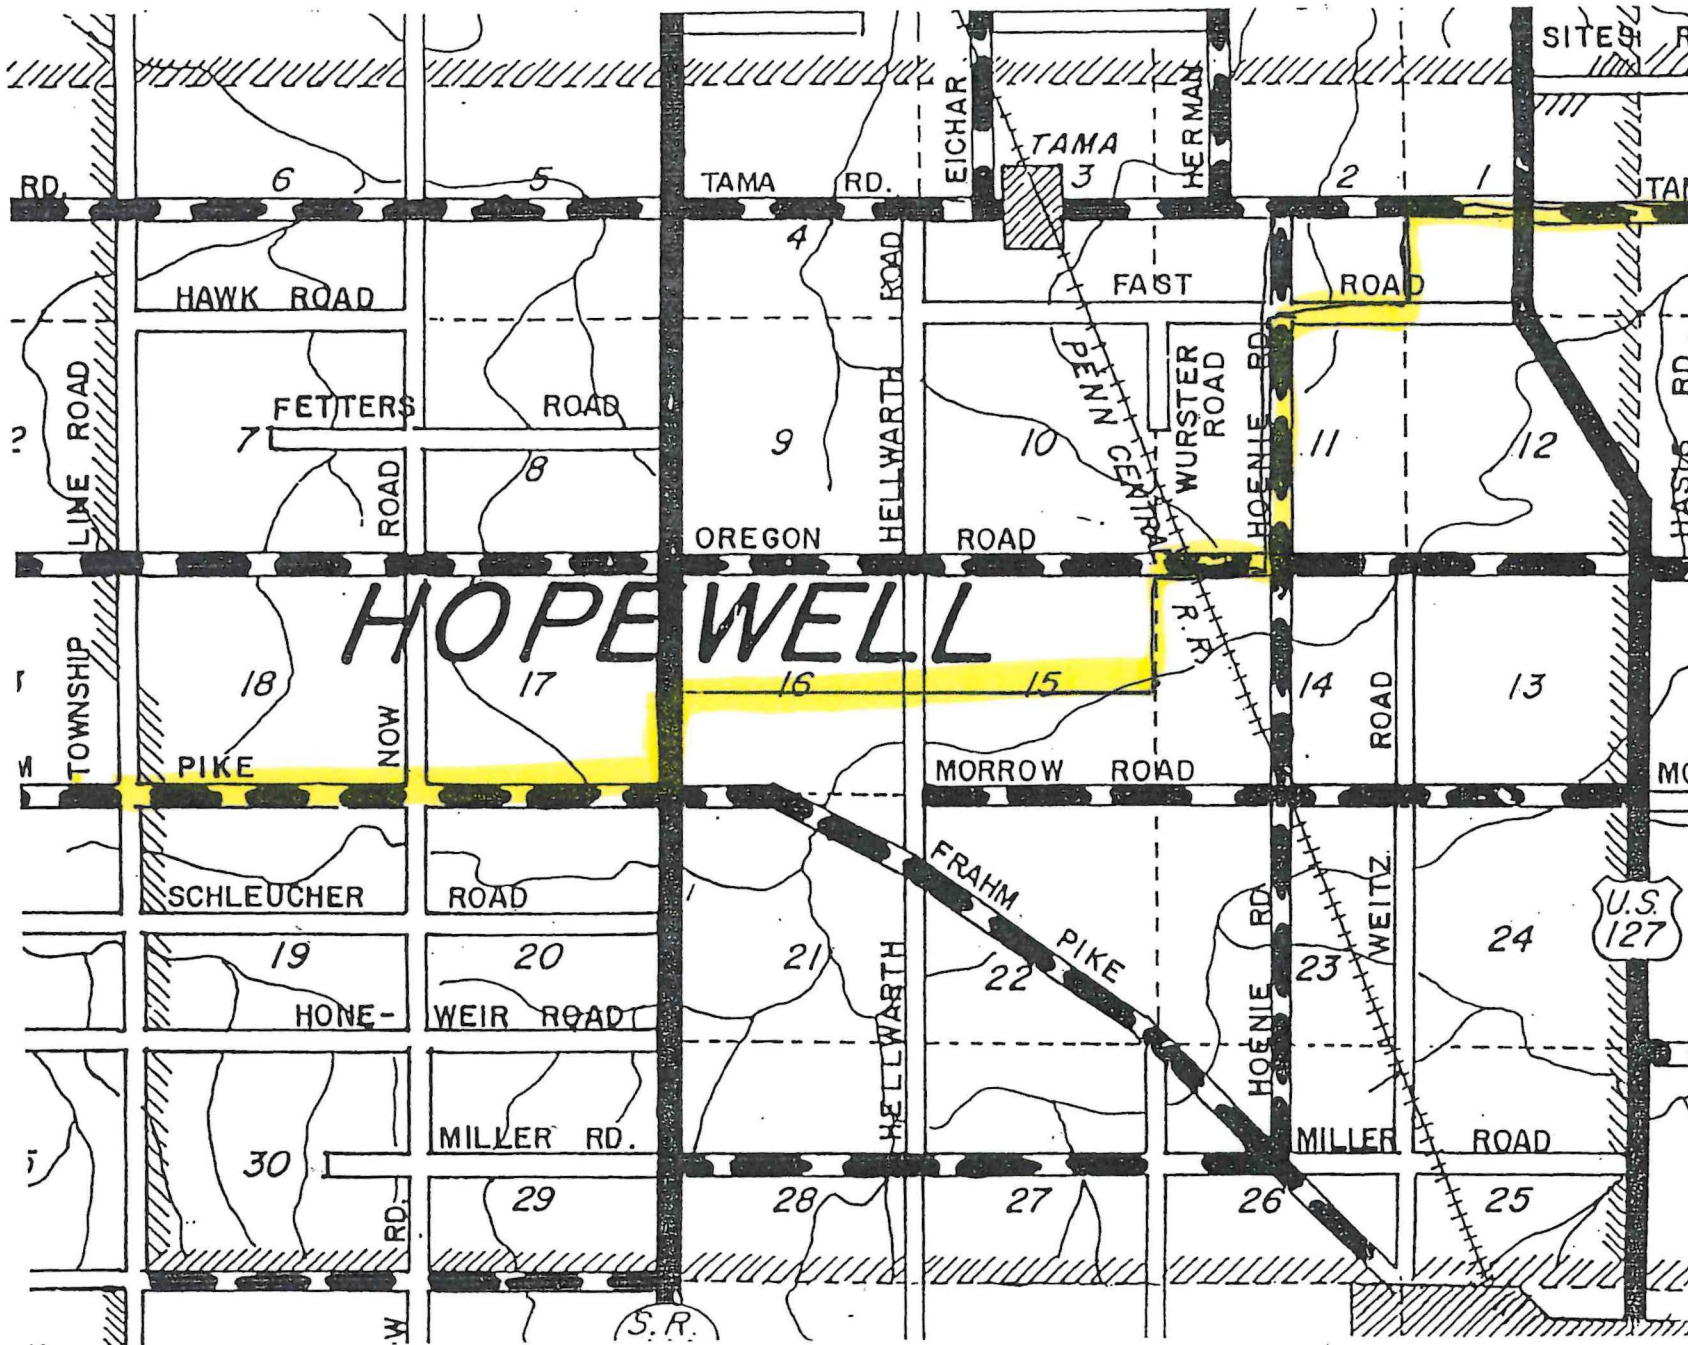 SITES R
EICHAR
HERMAN
TAMA
RD.
6
5
TAMA RD.
3
2
1
4
ROAD
HAWK ROAD
FAST ROAD
LINE ROAD
FETTERS ROAD
7
8
ROAD
9
HELLWARTH
10
PENN CENTRAL
WURSTER
ROAD
HOENIE RD.
11
12
RD.
OREGON ROAD
HOPEWELL
R.R.
TOWNSHIP
18
17
NOW
16
15
14
ROAD
13
PIKE
MORROW ROAD
SCHLEUCHER ROAD
FRAHM
PIKE
HOENIE RD.
WEITZ
U.S.
127
19
20
21
22
23
24
HONE-WEIR ROAD
HELLWARTH
HOENIE RD.
MILLER RD.
MILLER ROAD
30
29
28
27
26
25
RD.
W
S.R.